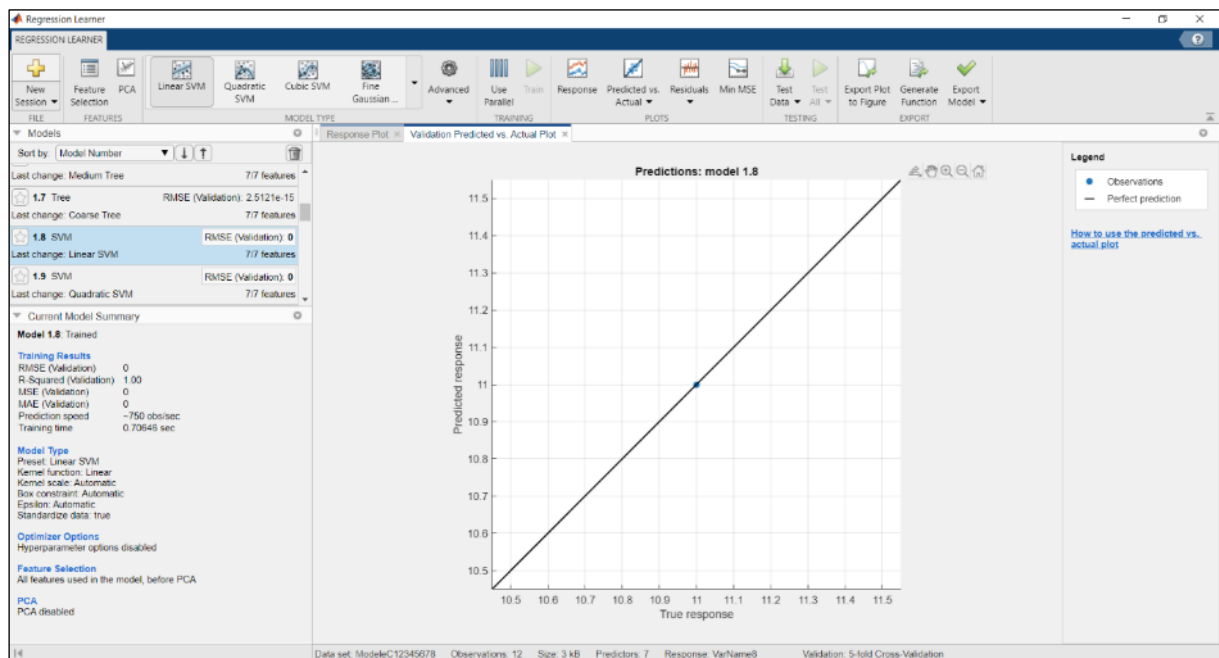 Regression Learner
REGRESSION LEARNER
New Session
Feature Selection
PCA
Linear SVM
Quadratic SVM
Cubic SVM
Fine Gaussian ...
Advanced
Use Parallel
Train
Response
Predicted vs. Actual
Residuals
Min MSE
Test Data
Test All
Export Plot to Figure
Generate Function
Export Model
FILE
FEATURES
MODEL TYPE
TRAINING
PLOTS
TESTING
EXPORT
Models
Sort by: Model Number
Last change: Medium Tree 7/7 features
1.7 Tree RMSE (Validation): 2.5121e-15
Last change: Coarse Tree 7/7 features
1.8 SVM RMSE (Validation): 0
Last change: Linear SVM 7/7 features
1.9 SVM RMSE (Validation): 0
Last change: Quadratic SVM 7/7 features
Current Model Summary
Model 1.8: Trained
Training Results
RMSE (Validation) 0
R-Squared (Validation) 1.00
MSE (Validation) 0
MAE (Validation) 0
Prediction speed ~750 obs/sec
Training time 0.70646 sec
Model Type
Preset: Linear SVM
Kernel function: Linear
Kernel scale: Automatic
Box constraint: Automatic
Epsilon: Automatic
Standardize data: true
Optimizer Options
Hyperparameter options disabled
Feature Selection
All features used in the model, before PCA
PCA
PCA disabled
Response Plot
Validation Predicted vs. Actual Plot
Predictions: model 1.8
11.5
11.4
11.3
11.2
11.1
11
10.9
10.8
10.7
10.6
10.5
Predicted response
10.5 10.6 10.7 10.8 10.9 11 11.1 11.2 11.3 11.4 11.5
True response
Legend
Observations
Perfect prediction
How to use the predicted vs.
actual plot
Data set: ModeleC12345678 Observations: 12 Size: 3 kB Predictors: 7 Response: VarName8 Validation: 5-fold Cross-Validation